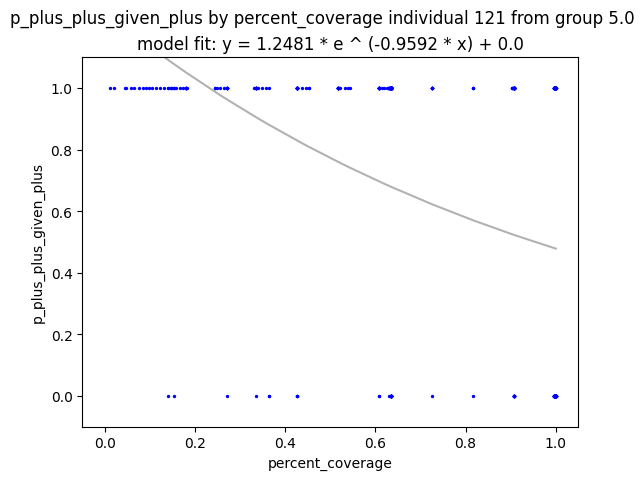 p_plus_plus_given_plus by percent_coverage individual 121 from group 5.0
model fit: y = 1.2481 * e ^ (-0.9592 * x) + 0.0
1.0
0.8
0.6
0.4
0.2
0.0
p_plus_plus_given_plus
0.0 0.2 0.4 0.6 0.8 1.0
percent_coverage